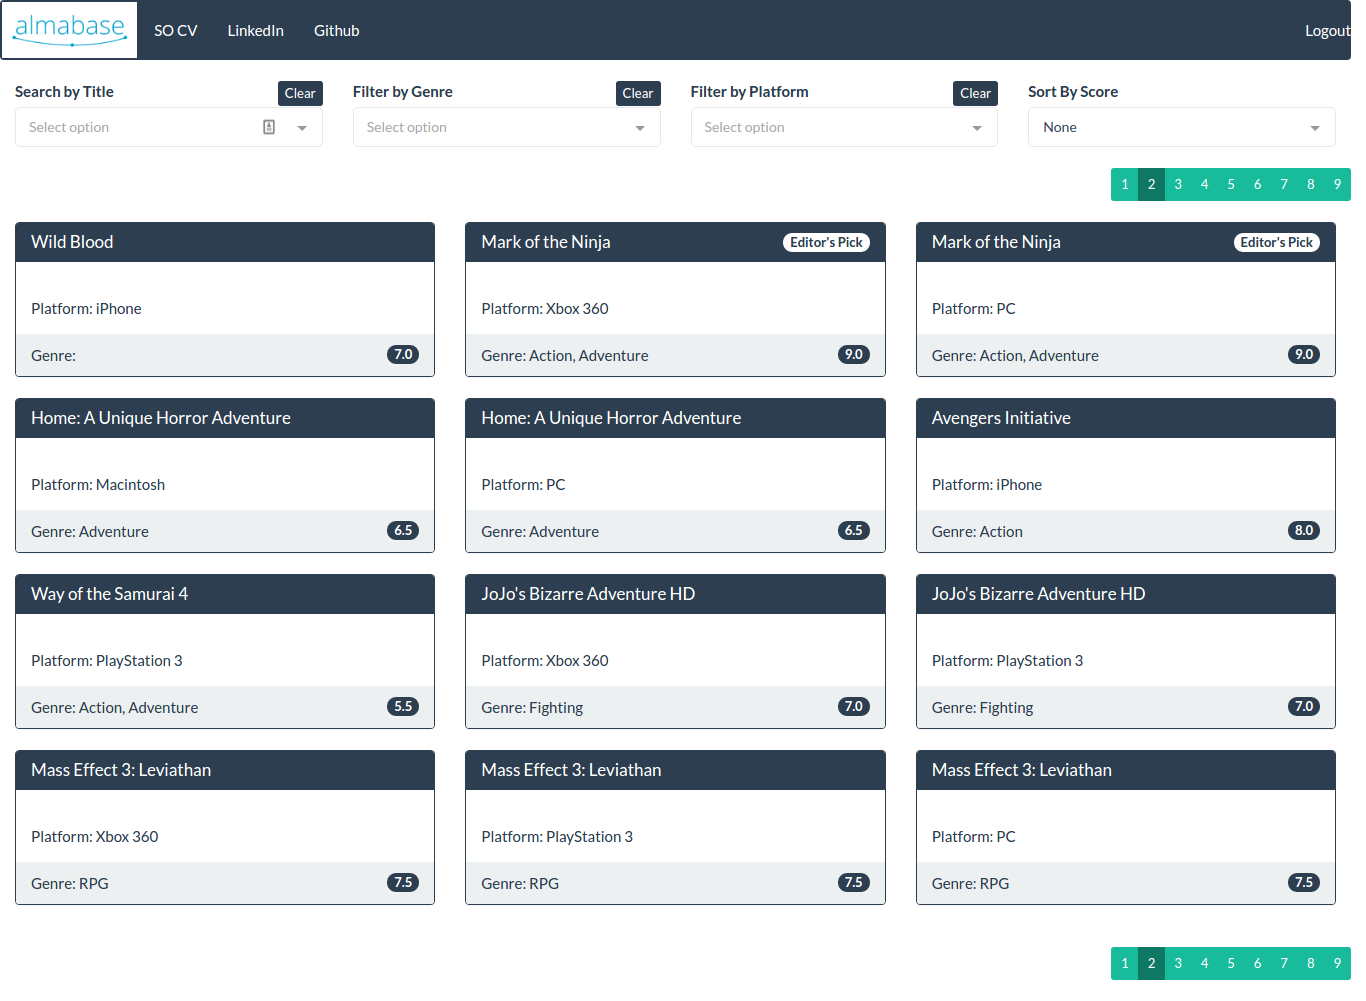 almabase SO CV LinkedIn Github Logout
Search by Title Clear Filter by Genre Clear Filter by Platform Clear Sort By Score
Select option Select option Select option None
1 2 3 4 5 6 7 8 9
Wild Blood Mark of the Ninja Editor's Pick Mark of the Ninja Editor's Pick
Platform: iPhone Platform: Xbox 360 Platform: PC
Genre: 7.0 Genre: Action, Adventure 9.0 Genre: Action, Adventure 9.0
Home: A Unique Horror Adventure Home: A Unique Horror Adventure Avengers Initiative
Platform: Macintosh Platform: PC Platform: iPhone
Genre: Adventure 6.5 Genre: Adventure 6.5 Genre: Action 8.0
Way of the Samurai 4 JoJo's Bizarre Adventure HD JoJo's Bizarre Adventure HD
Platform: PlayStation 3 Platform: Xbox 360 Platform: PlayStation 3
Genre: Action, Adventure 5.5 Genre: Fighting 7.0 Genre: Fighting 7.0
Mass Effect 3: Leviathan Mass Effect 3: Leviathan Mass Effect 3: Leviathan
Platform: Xbox 360 Platform: PlayStation 3 Platform: PC
Genre: RPG 7.5 Genre: RPG 7.5 Genre: RPG 7.5
1 2 3 4 5 6 7 8 9